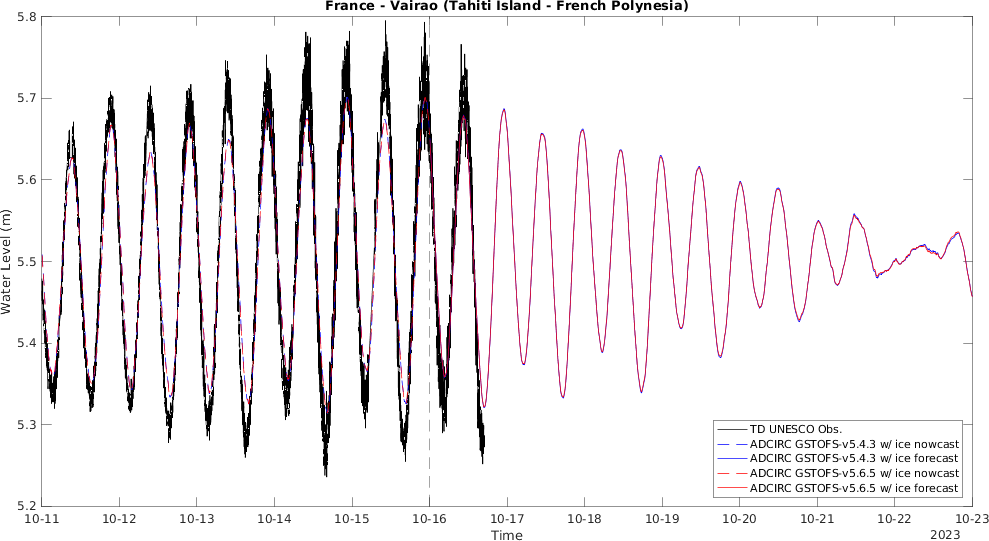 France - Vairao (Tahiti Island - French Polynesia)
5.8
5.7
5.6
5.5
5.4
5.3
5.2
Water Level (m)
TD UNESCO Obs.
ADCIRC GSTOFS-v5.4.3 w/ ice nowcast
ADCIRC GSTOFS-v5.4.3 w/ ice forecast
ADCIRC GSTOFS-v5.6.5 w/ ice nowcast
ADCIRC GSTOFS-v5.6.5 w/ ice forecast
10-11 10-12 10-13 10-14 10-15 10-16 10-17 10-18 10-19 10-20 10-21 10-22 10-23
Time
2023